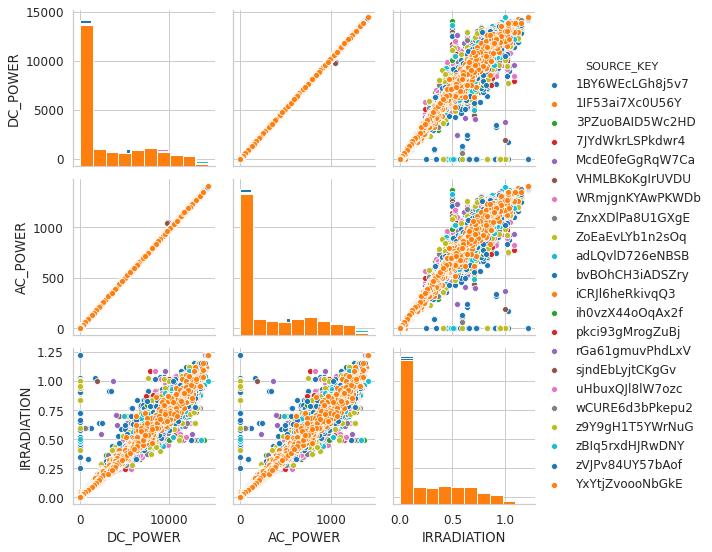 15000
10000
5000
0
DC_POWER
1000
500
0
AC_POWER
1.25
1.00
0.75
0.50
0.25
0.00
IRRADIATION
0 10000
DC_POWER
0 1000
AC_POWER
0.0 0.5 1.0
IRRADIATION
SOURCE_KEY
1BY6WEcLGh8j5v7
1IF53ai7Xc0U56Y
3PZuoBAID5Wc2HD
7JYdWkrLSPkdwr4
McdE0feGgRqW7Ca
VHMLBKoKgIrUVDU
WRmjgnKYAwPKWDb
ZnxXDlPa8U1GXgE
ZoEaEvLYb1n2sOq
adLQvlD726eNBSB
bvBOhCH3iADSZry
iCRJl6heRkivqQ3
ih0vzX44oOqAx2f
pkci93gMrogZuBj
rGa61gmuvPhdLxV
sjndEbLyjtCKgGv
uHbuxQJl8lW7ozc
wCURE6d3bPkepu2
z9Y9gH1T5YWrNuG
zBIq5rxdHJRwDNY
zVJPv84UY57bAof
YxYtjZvoooNbGkE